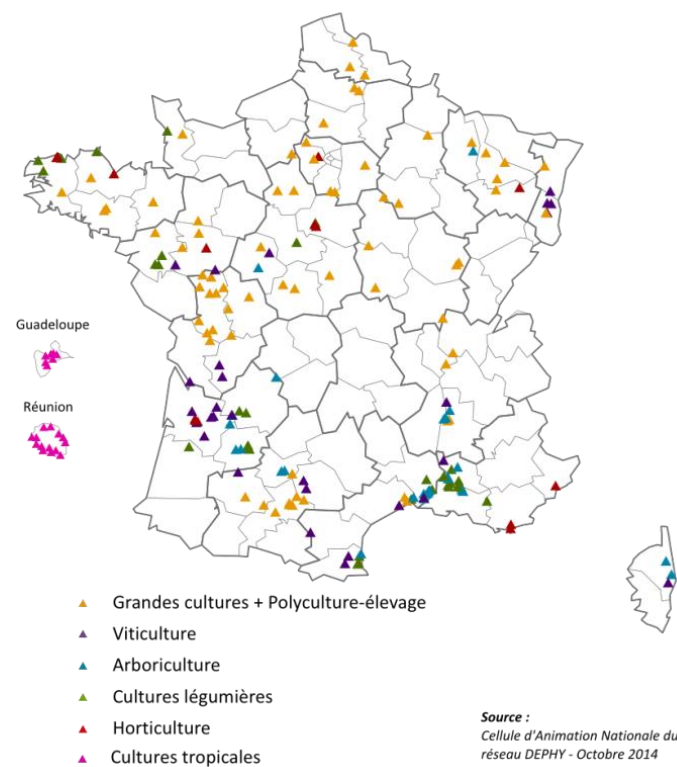 Guadeloupe
Réunion
Grandes cultures + Polyculture-élevage
Viticulture
Arboriculture
Cultures légumières
Horticulture
Cultures tropicales
Source :
Cellule d'Animation Nationale du
réseau DEPHY - Octobre 2014